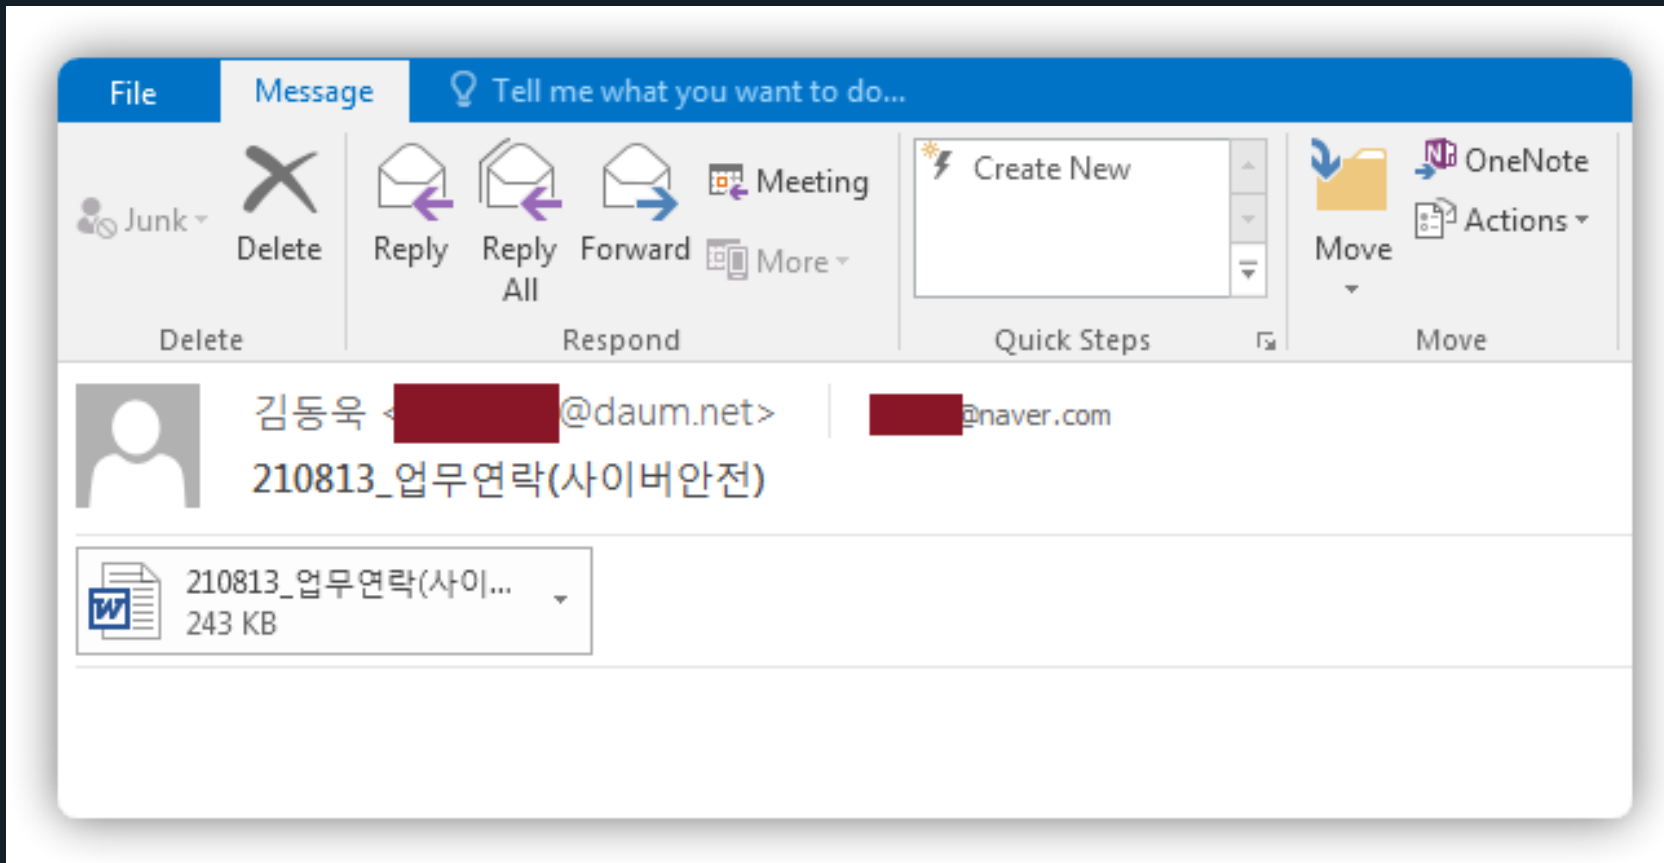 File Message Tell me what you want to do...
Junk
Delete
Reply
Reply All
Forward
Meeting
More
Create New
Move
OneNote
Actions
Delete Respond Quick Steps Move
김동욱 < @daum.net> @naver.com
210813_업무연락(사이버안전)
210813_업무연락(사이...
243 KB